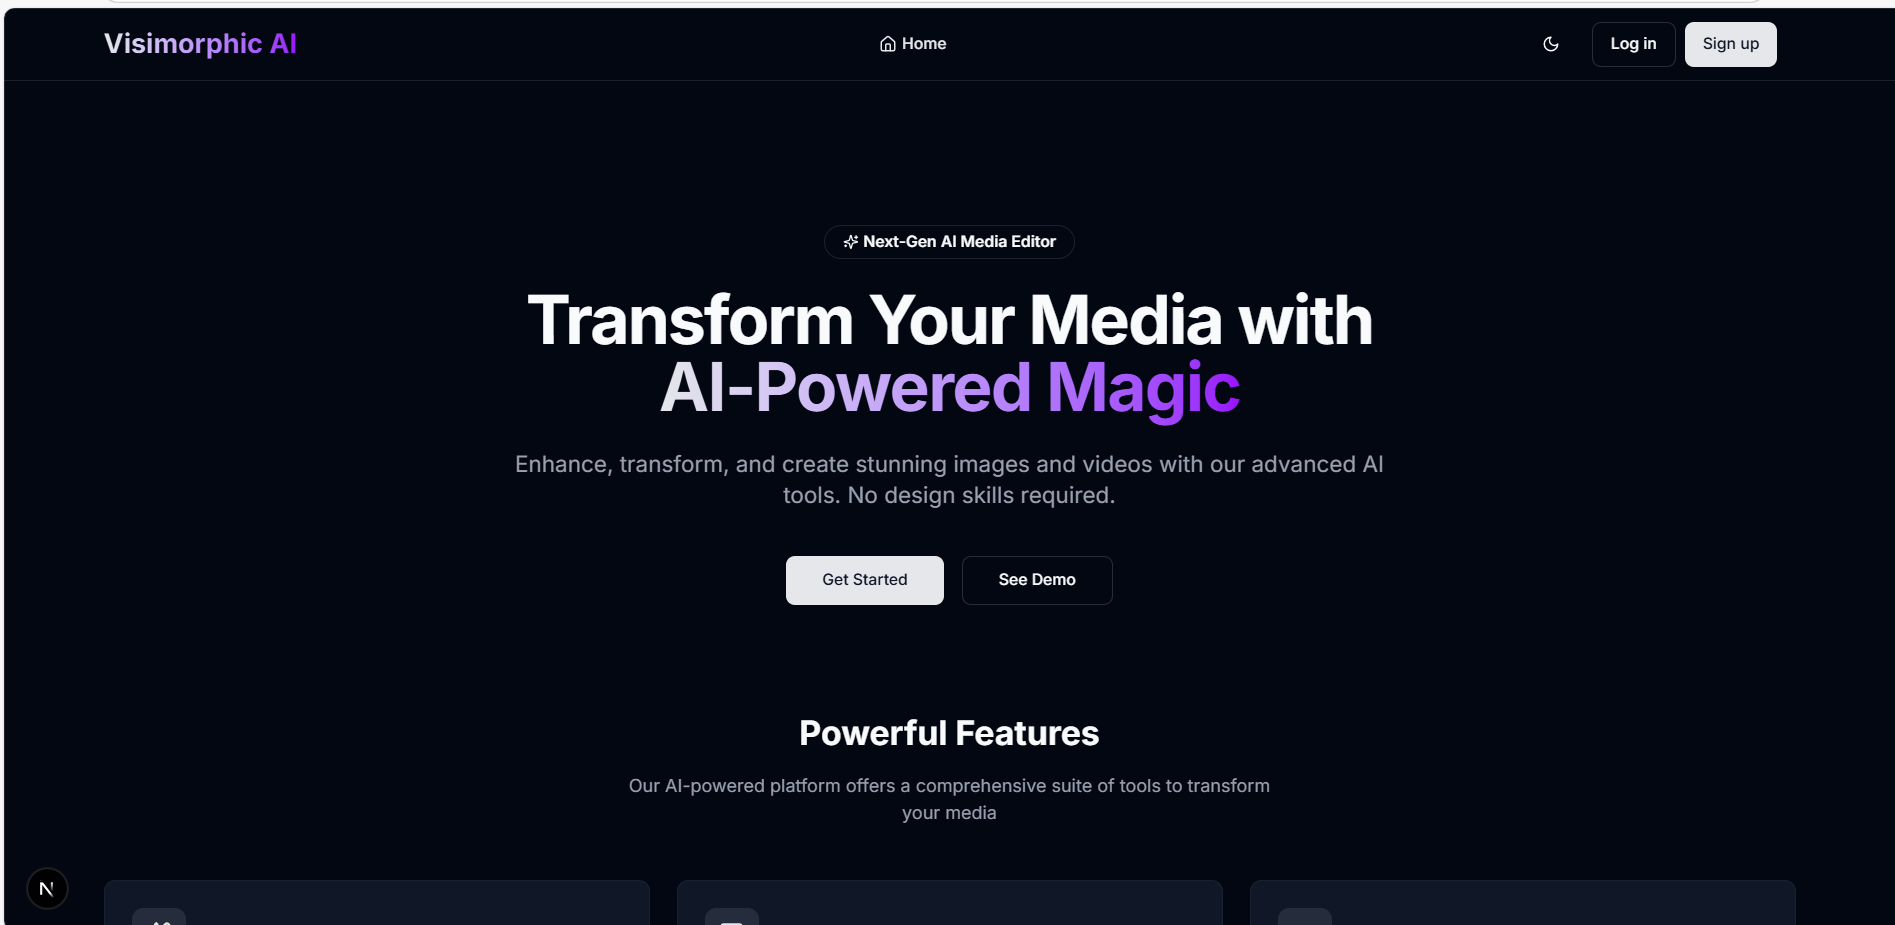 Visimorphic AI
Home
Log in
Sign up
Next-Gen AI Media Editor
Transform Your Media with
AI-Powered Magic
Enhance, transform, and create stunning images and videos with our advanced AI
tools. No design skills required.
Get Started
See Demo
Powerful Features
Our AI-powered platform offers a comprehensive suite of tools to transform
your media
N